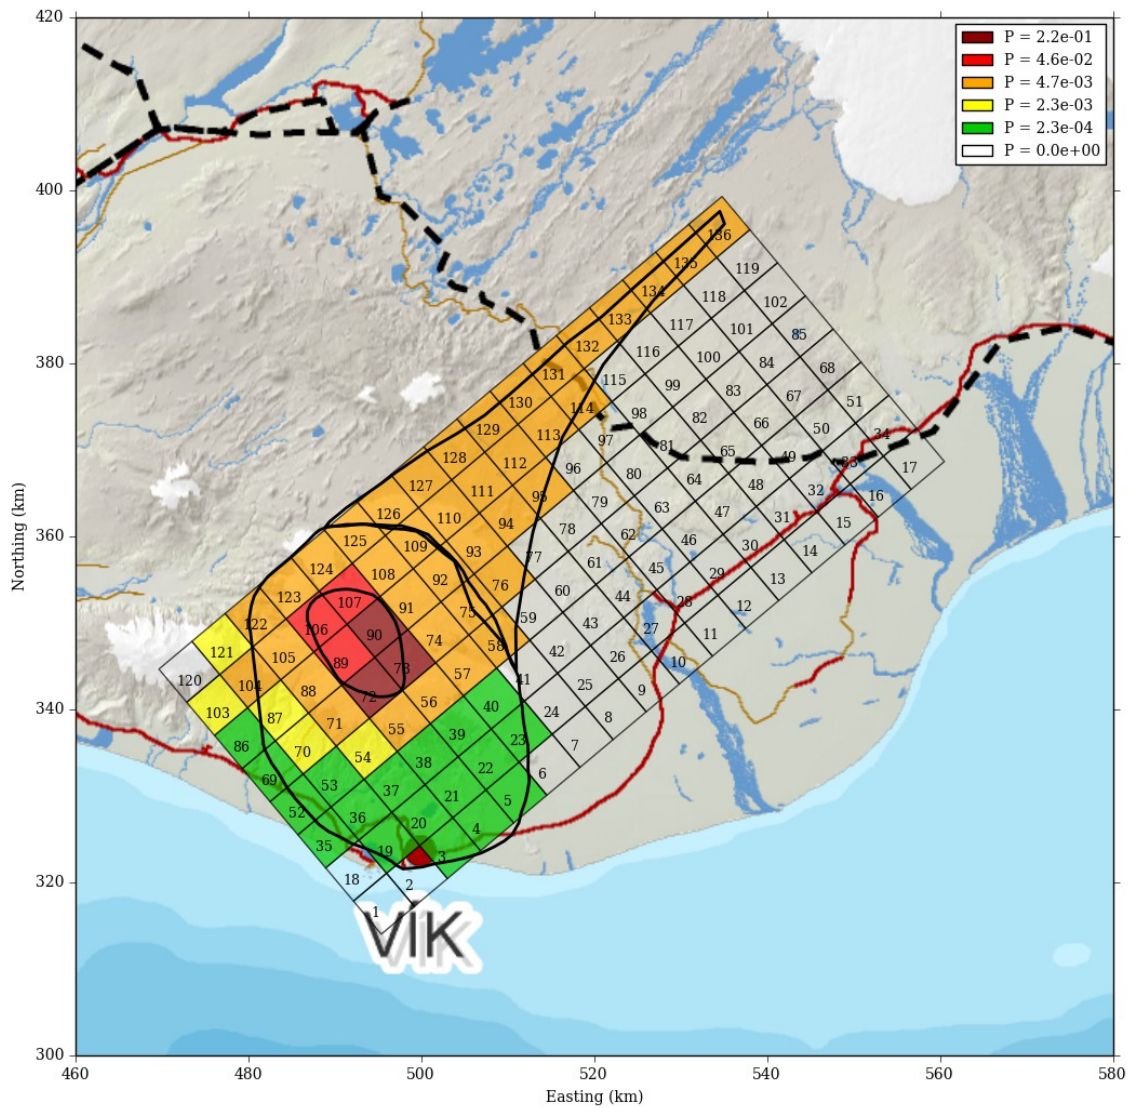 420
P = 2.2e-01
P = 4.6e-02
P = 4.7e-03
P = 2.3e-03
P = 2.3e-04
P = 0.0e+00
400
136
135 119
134 118 102
133 117 101 85
380
132 116 100 84 68
131 115 99 83 67 51
130 114 98 82 66 50 34
129 113 97 81 65 49 33 17
128 112 96 80 64 48 32 16
127 111 95 79 63 47 31 15
360
126 110 94 78 62 46 30 14
125 109 93 77 61 45 29 13
124 108 92 76 60 44 28 12
123 107 91 75 59 43 27 11
122 106 90 74 58 42 26 10
121 105 89 73 57 41 25 9
120 104 88 72 56 40 24 8
340
103 87 71 55 39 23 7
86 70 54 38 22 6
69 53 37 21 5
52 36 20 4
35 19 3
320
18 2
1
VIK
300
460 480 500 520 540 560 580
Easting (km)
Northing (km)